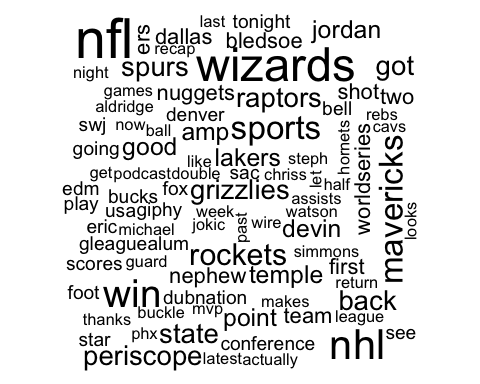 last tonight
nfl ers dallas bledsoe jordan
recap
night spurs wizards got
games nuggets raptors shot two
aldridge denver bell rebs
swj now ball amp sports hornets cavs
going good like lakers steph worldseries mavericks
get podcast double sac chriss let half
edm bucks fox grizzlies assists
play usagiphy week watson looks
eric michael jokic past wire devin
gleaguealum rockets simmons
scores guard nephew temple first
return
foot win dubnation makes back
thanks buckle mvp point team league
star phx state conference nhl see
periscope latest actually